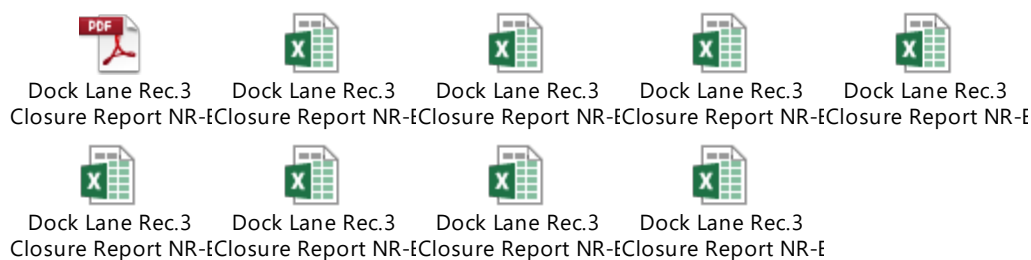 PDF
Dock Lane Rec.3 Dock Lane Rec.3 Dock Lane Rec.3 Dock Lane Rec.3 Dock Lane Rec.3
Closure Report NR-E Closure Report NR-E Closure Report NR-E Closure Report NR-E Closure Report NR-E
Dock Lane Rec.3 Dock Lane Rec.3 Dock Lane Rec.3 Dock Lane Rec.3
Closure Report NR-E Closure Report NR-E Closure Report NR-E Closure Report NR-E